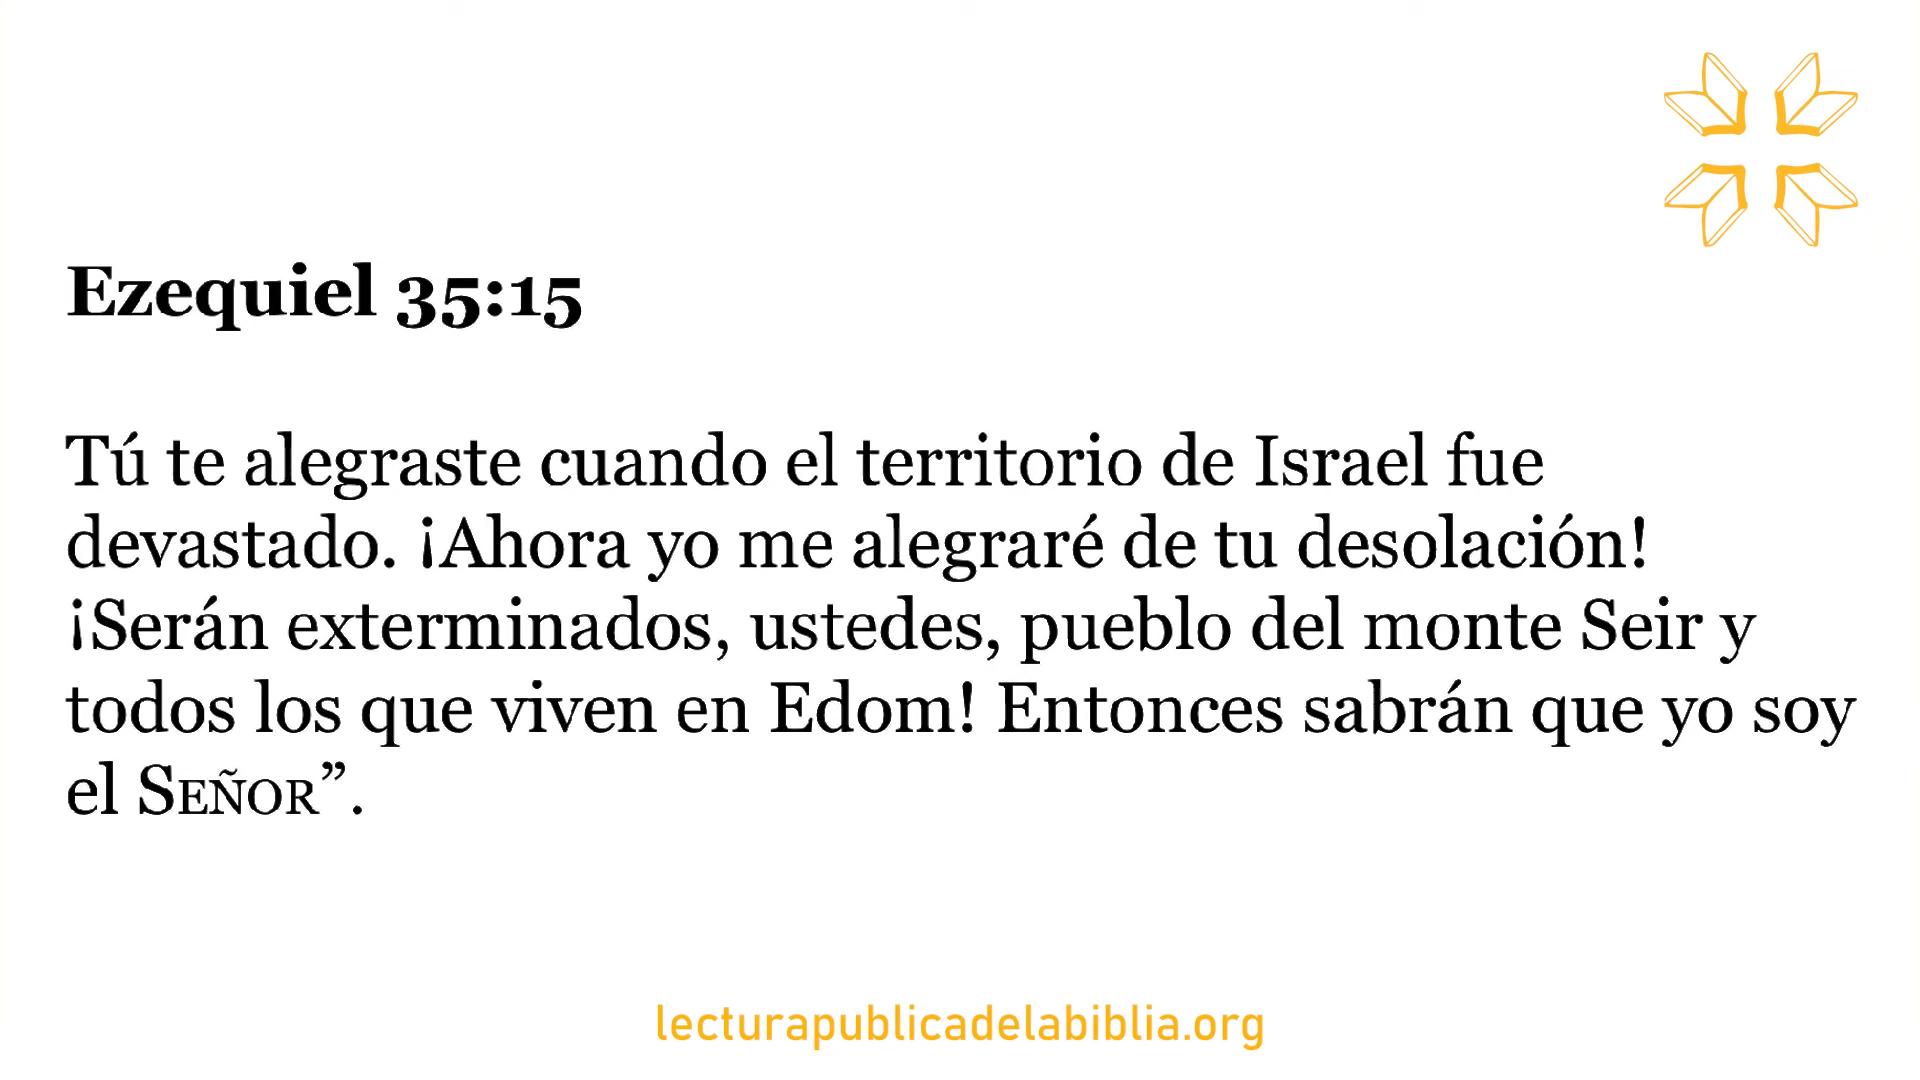 Ezequiel 35:15
Tú te alegraste cuando el territorio de Israel fue
devastado. ¡Ahora yo me alegraré de tu desolación!
¡Serán exterminados, ustedes, pueblo del monte Seir y
todos los que viven en Edom! Entonces sabrán que yo soy
el SEÑOR”.
lecturapublicadelabiblia.org